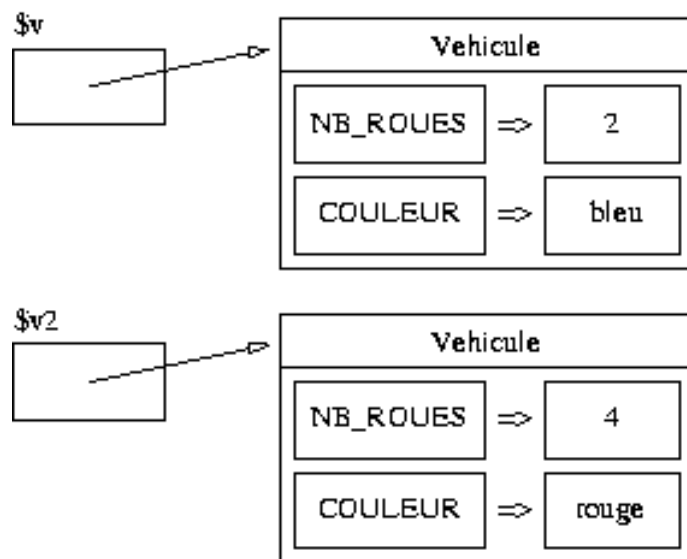 $v
Vehicule
NB_ROUES => 2
COULEUR => bleu
$v2
Vehicule
NB_ROUES => 4
COULEUR => rouge